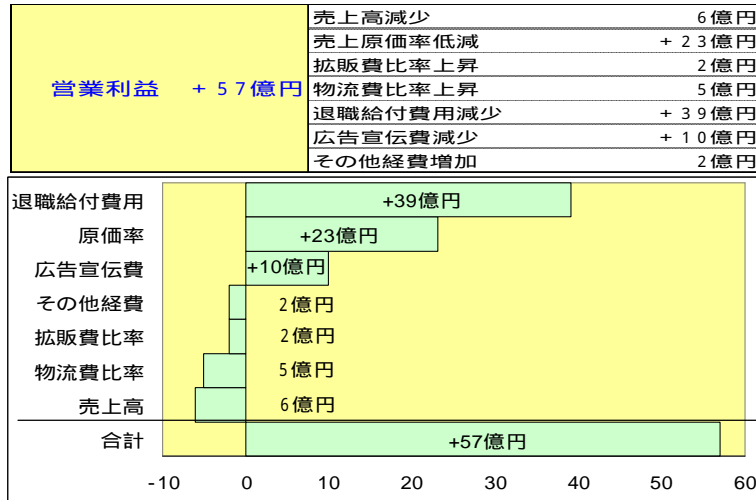 営業利益 +57億円
売上高減少 6億円
売上原価率低減 +23億円
拡販費比率上昇 2億円
物流費比率上昇 5億円
退職給付費用減少 +39億円
広告宣伝費減少 +10億円
その他経費増加 2億円
退職給付費用 +39億円
原価率 +23億円
広告宣伝費 +10億円
その他経費 2億円
拡販費比率 2億円
物流費比率 5億円
売上高 6億円
合計 +57億円
-10 0 10 20 30 40 50 60